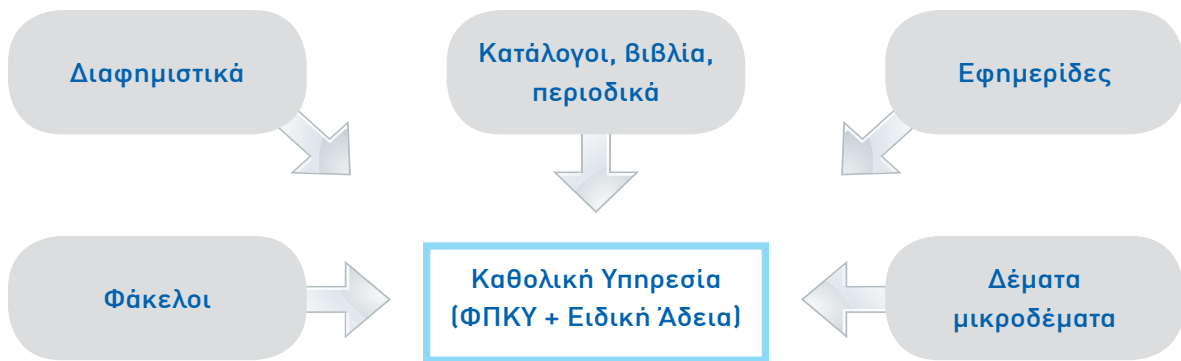 Διαφημιστικά
Κατάλογοι, βιβλία,
περιοδικά
Εφημερίδες
Φάκελοι
Καθολική Υπηρεσία
(ΦΠΚΥ + Ειδική Άδεια)
Δέματα
μικροδέματα